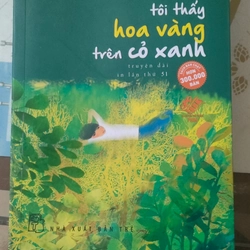 tôi thấy
hoa vàng
trên cỏ xanh
truyện dài
in lần thứ 51
HƠN
300.000
BẢN
NHÀ XUẤT BẢN TRẺ